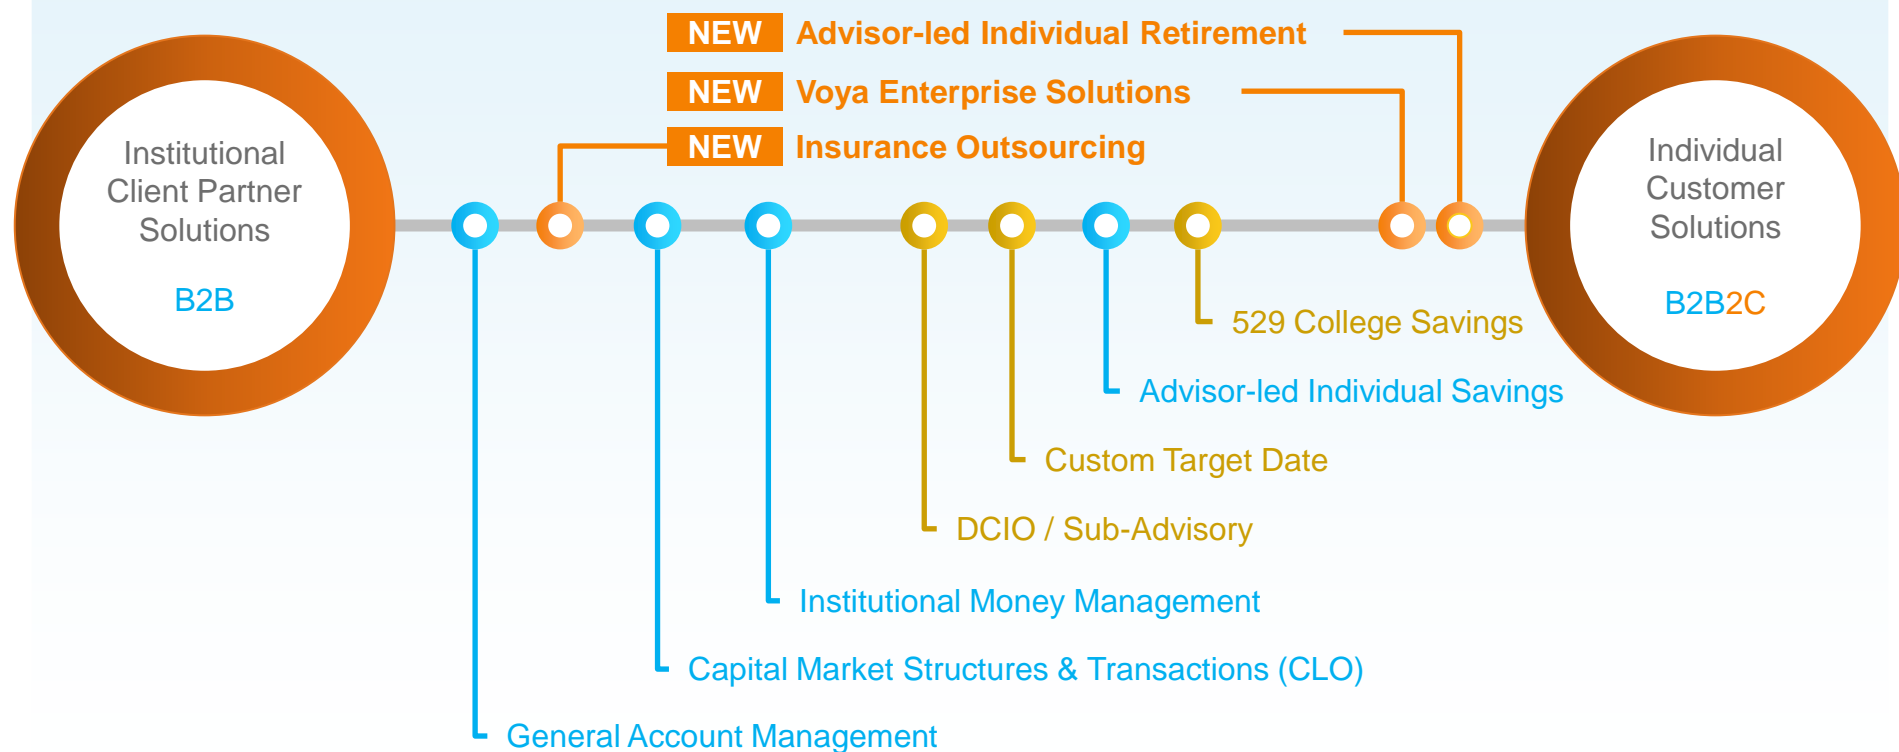 NEW Advisor-led Individual Retirement
NEW Voya Enterprise Solutions
NEW Insurance Outsourcing
Institutional
Client Partner
Solutions
B2B
Individual
Customer
Solutions
B2B2C
529 College Savings
Advisor-led Individual Savings
Custom Target Date
DCIO / Sub-Advisory
Institutional Money Management
Capital Market Structures & Transactions (CLO)
General Account Management